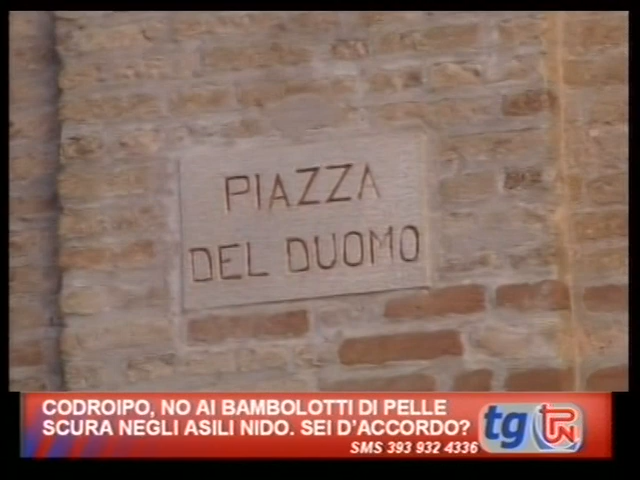 PIAZZA
DEL DUOMO
CODROIPO, NO AI BAMBOLOTTI DI PELLE
SCURA NEGLI ASILI NIDO. SEI D'ACCORDO?
SMS 393 932 4336
tg TPN